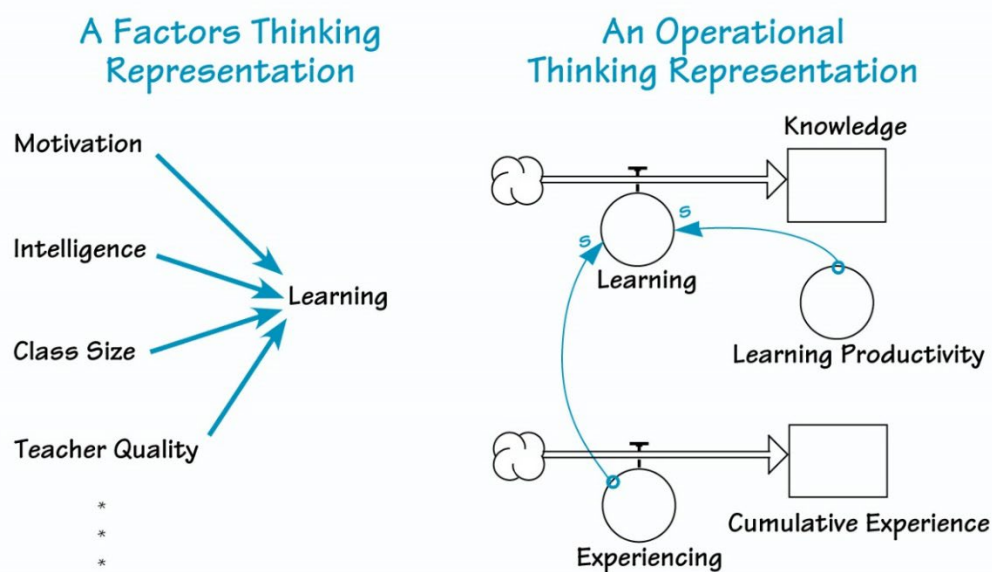 A Factors Thinking
Representation
Motivation
Intelligence
Class Size
Teacher Quality
*
*
*
Learning
An Operational
Thinking Representation
Knowledge
s
s
Learning
Learning Productivity
Cumulative Experience
Experiencing